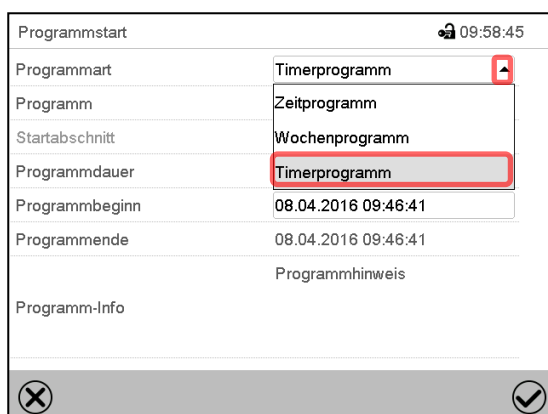 Programmstart 09:58:45
Programmart Timerprogramm
Programm Zeitprogramm
Startabschnitt Wochenprogramm
Programmdauer Timerprogramm
Programmbeginn 08.04.2016 09:46:41
Programmende 08.04.2016 09:46:41
Programmhinweis
Programm-Info